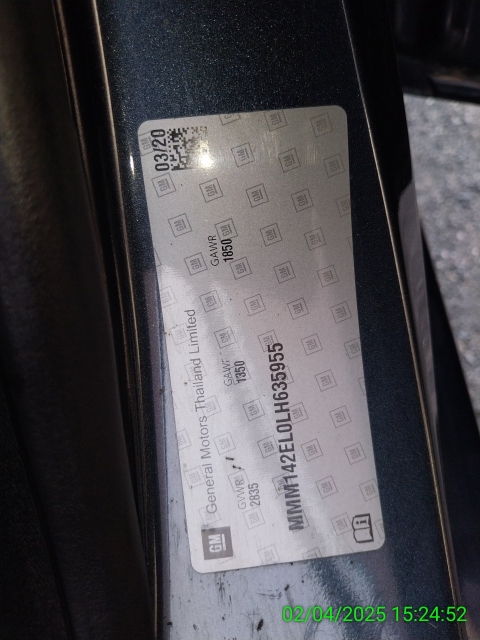 GM General Motors Thailand Limited 03/20
GVWR GAWR GAWR
2835 1350 1850
MMM142EL0LH635955
02/04/2025 15:24:52